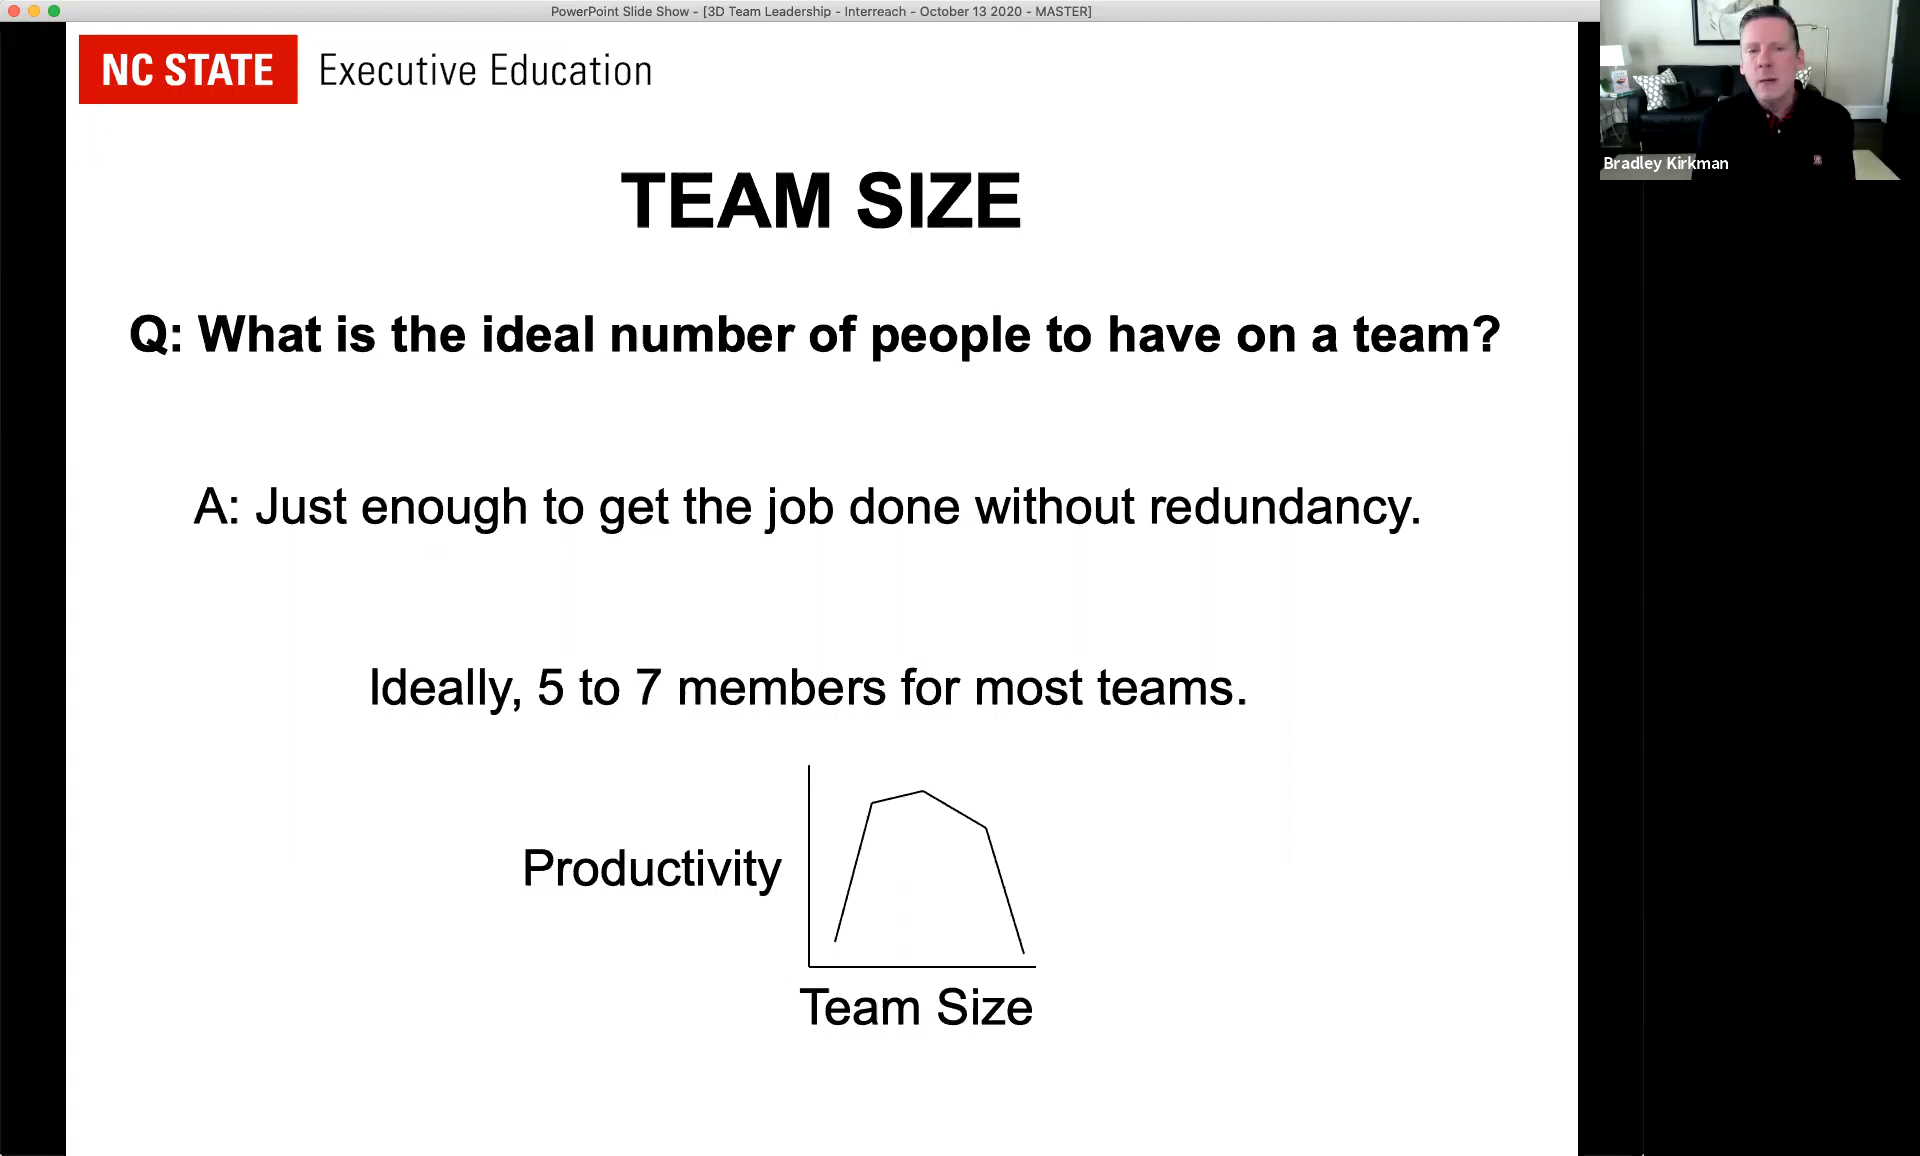 PowerPoint Slide Show - [3D Team Leadership - Interreach - October 13 2020 - MASTER]
NC STATE Executive Education
Bradley Kirkman
TEAM SIZE
Q: What is the ideal number of people to have on a team?
A: Just enough to get the job done without redundancy.
Ideally, 5 to 7 members for most teams.
Productivity
Team Size